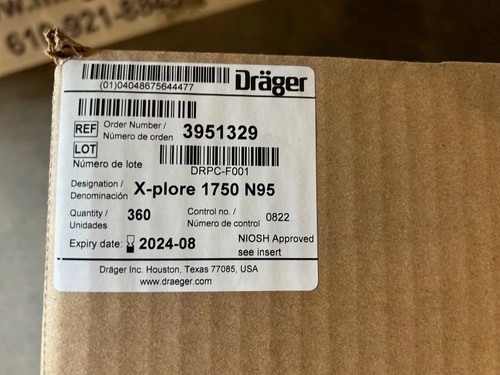 (01)04048675644477
Dräger
REF Order Number / 3951329
Número de orden
LOT
Número de lote
DRPC-F001
Designation / X-plore 1750 N95
Denominación
Quantity / 360 Control no. / 0822
Unidades Número de control
Expiry date: 2024-08 NIOSH Approved
see insert
Dräger Inc. Houston, Texas 77085, USA
www.draeger.com